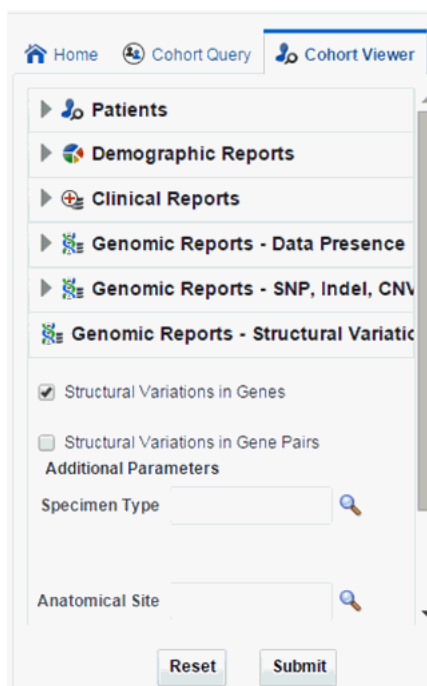 Home Cohort Query Cohort Viewer
Patients
Demographic Reports
Clinical Reports
Genomic Reports - Data Presence
Genomic Reports - SNP, Indel, CNV
Genomic Reports - Structural Variatic
Structural Variations in Genes
Structural Variations in Gene Pairs
Additional Parameters
Specimen Type
Anatomical Site
Reset Submit